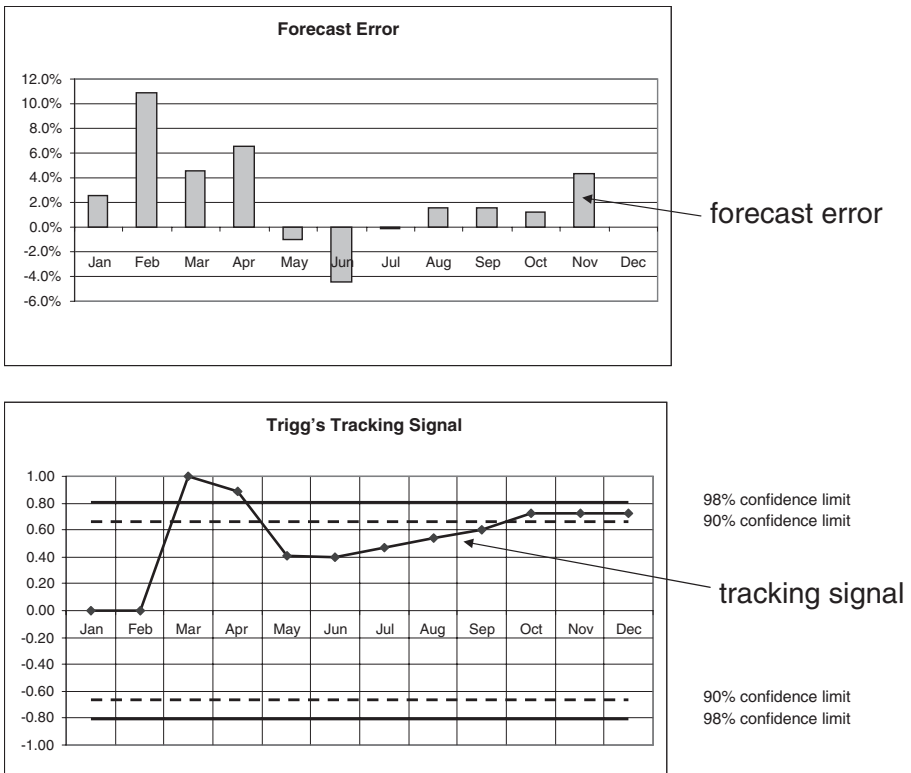 Forecast Error
12.0%
10.0%
8.0%
6.0%
4.0%
2.0%
0.0%
-2.0%
-4.0%
-6.0%
Jan Feb Mar Apr May Jun Jul Aug Sep Oct Nov Dec
forecast error
Trigg's Tracking Signal
1.00
0.80
0.60
0.40
0.20
0.00
-0.20
-0.40
-0.60
-0.80
-1.00
Jan Feb Mar Apr May Jun Jul Aug Sep Oct Nov Dec
98% confidence limit
90% confidence limit
tracking signal
90% confidence limit
98% confidence limit